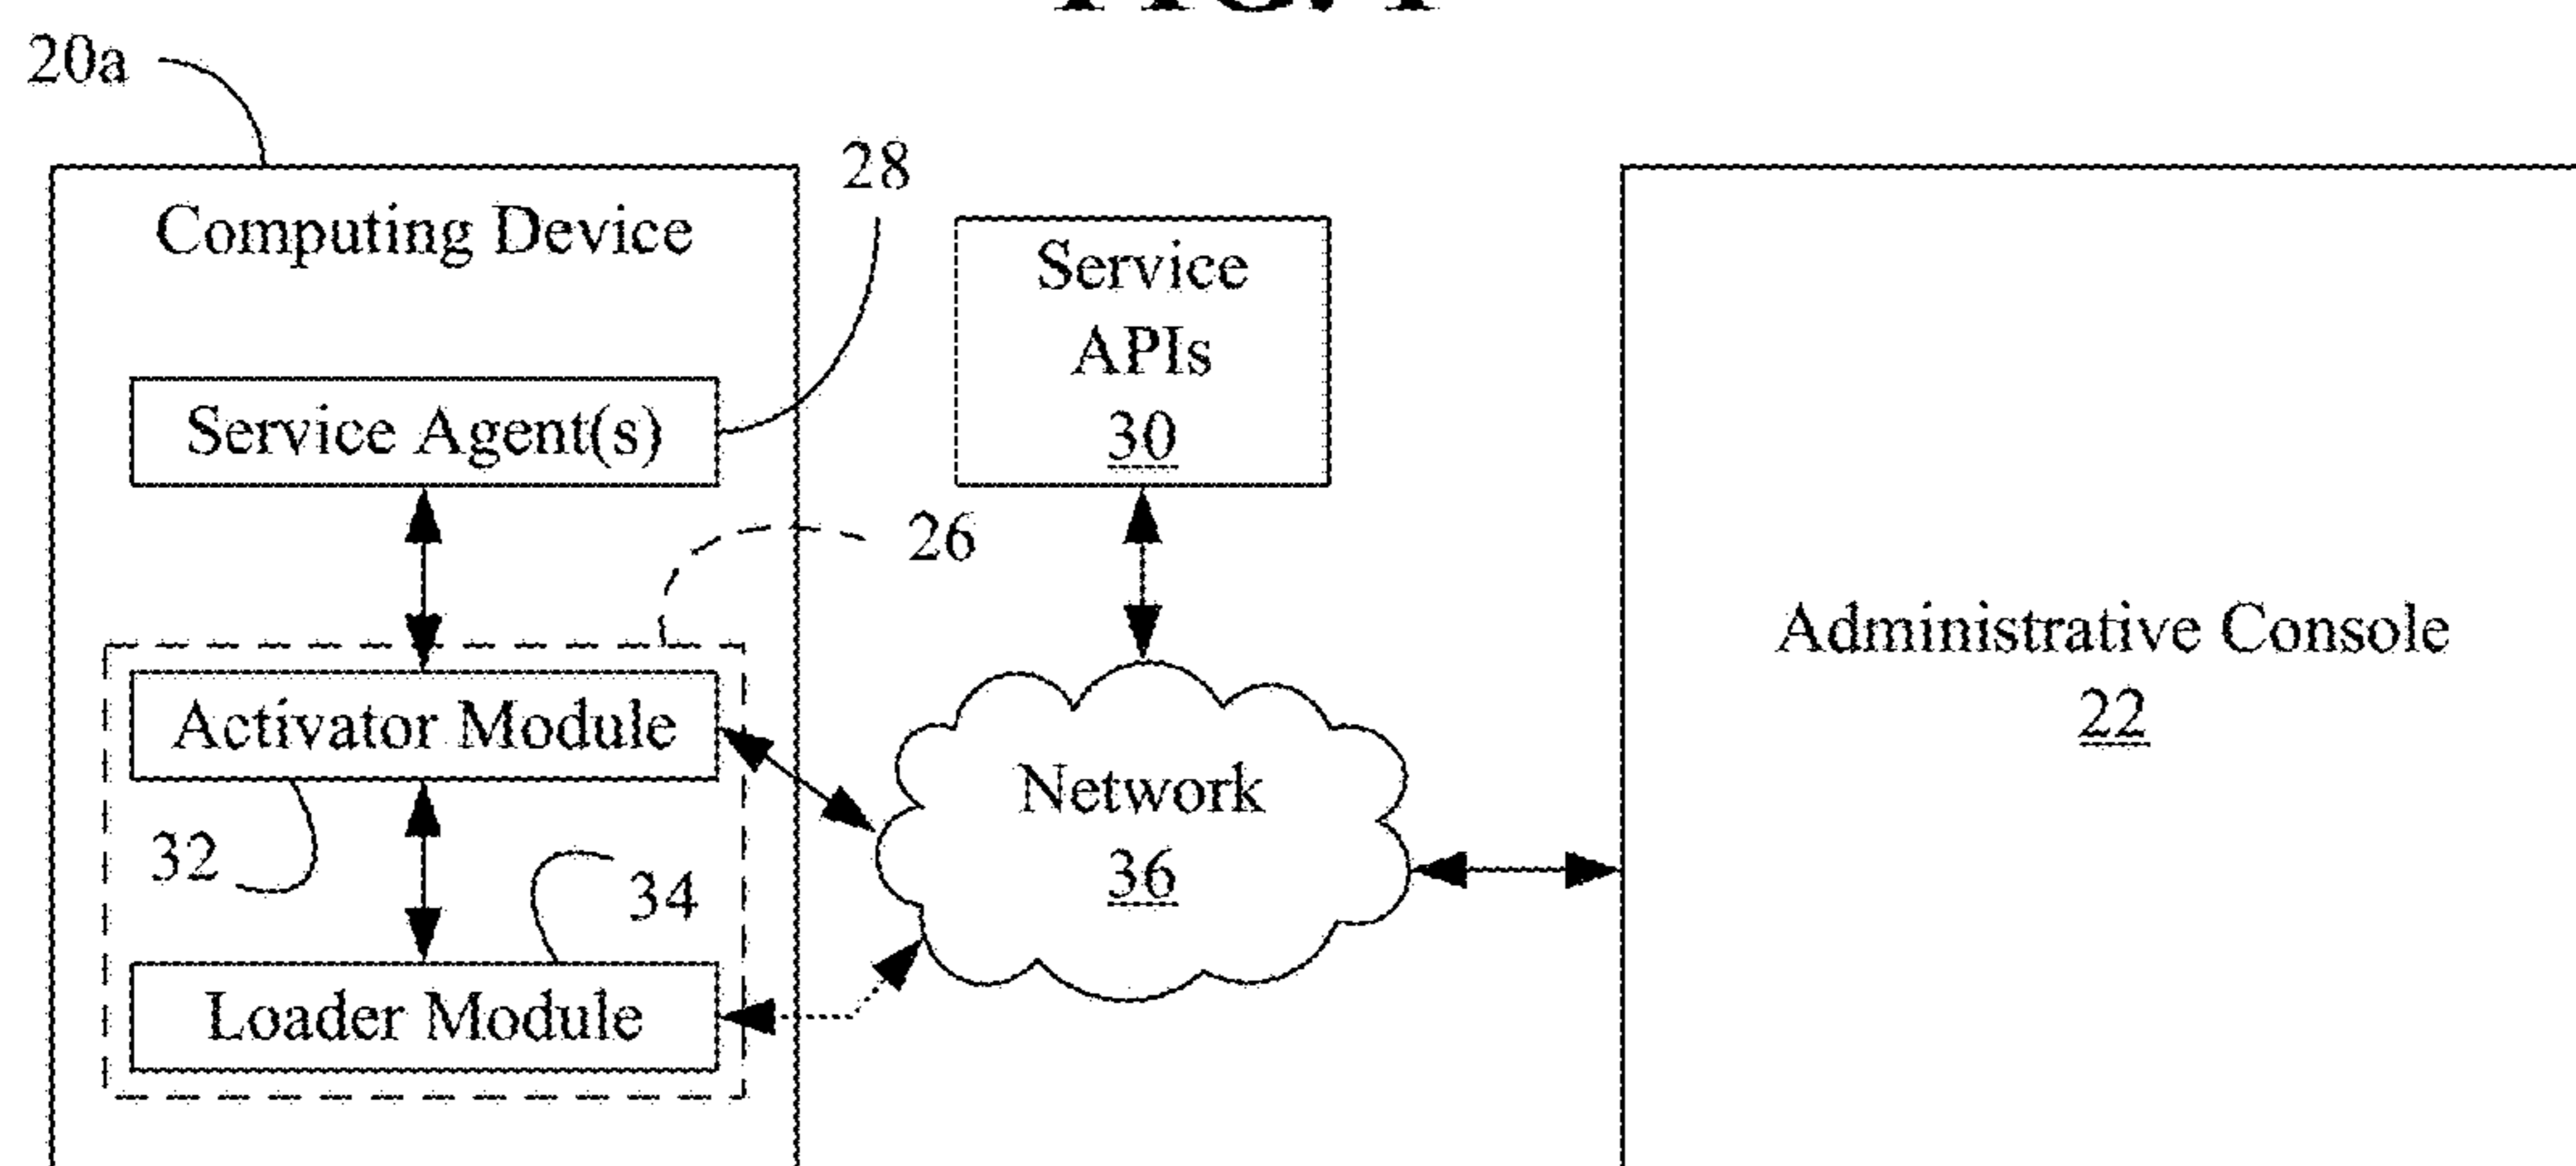 20a
Computing Device
28
Service
APIs
30
Service Agent(s)
26
Administrative Console
22
Activator Module
Network
36
32
34
Loader Module